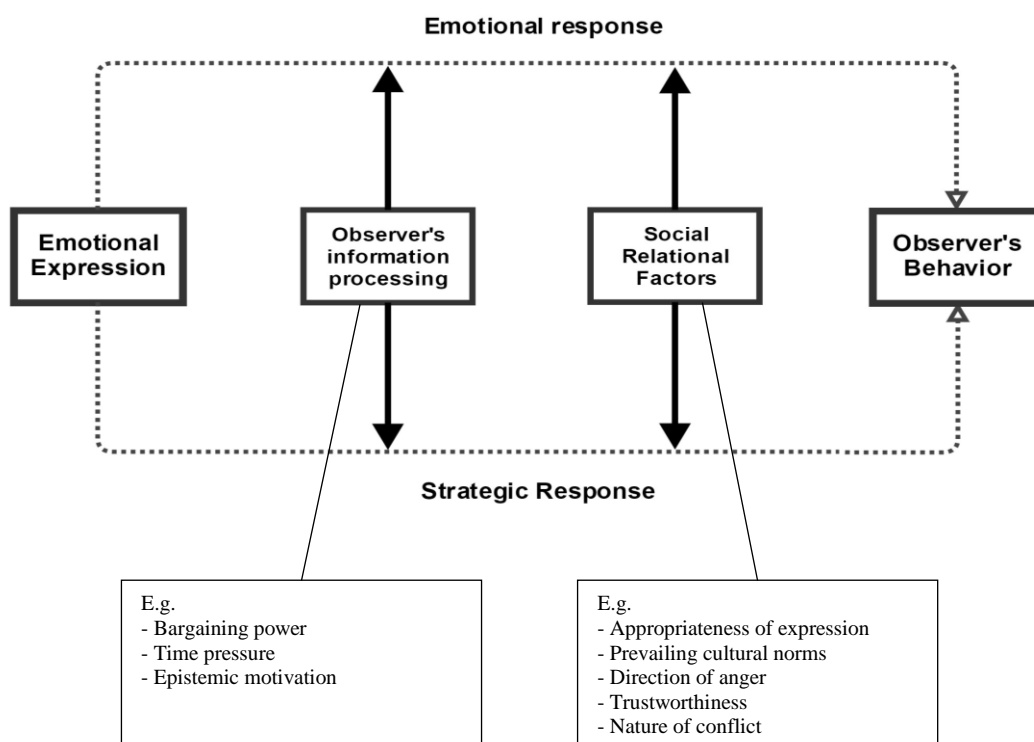 Emotional response
Emotional
Expression
Observer's
information
processing
Social
Relational
Factors
Observer's
Behavior
Strategic Response
E.g.
- Bargaining power
- Time pressure
- Epistemic motivation
E.g.
- Appropriateness of expression
- Prevailing cultural norms
- Direction of anger
- Trustworthiness
- Nature of conflict